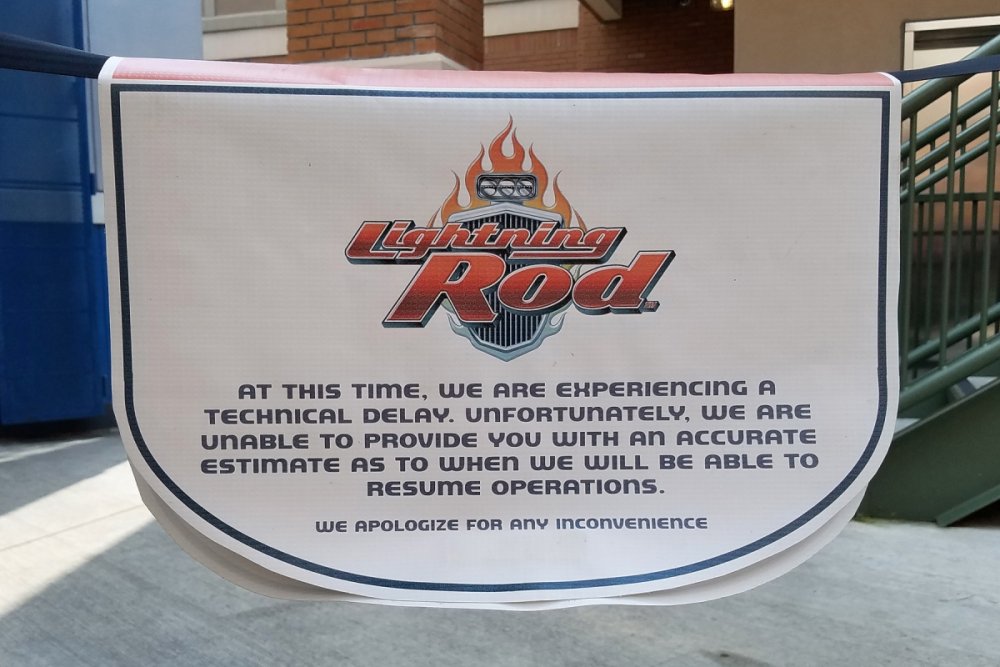 Lightning
Rod
AT THIS TIME, WE ARE EXPERIENCING A
TECHNICAL DELAY. UNFORTUNATELY, WE ARE
UNABLE TO PROVIDE YOU WITH AN ACCURATE
ESTIMATE AS TO WHEN WE WILL BE ABLE TO
RESUME OPERATIONS.
WE APOLOGIZE FOR ANY INCONVENIENCE